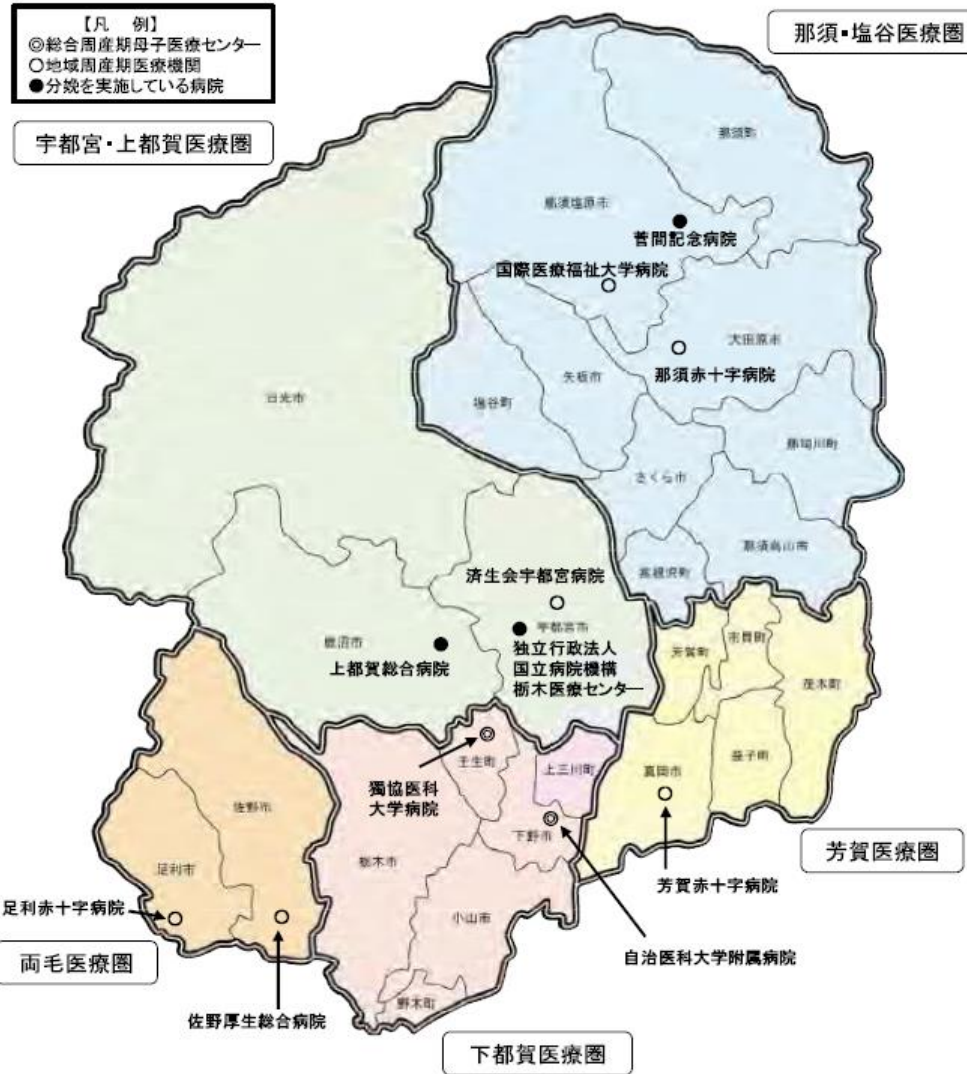 【凡　例】
◎総合周産期母子医療センター
○地域周産期医療機関
●分娩を実施している病院
那須・塩谷医療圏
宇都宮・上都賀医療圏
那須町
那須塩原市
菅間記念病院
国際医療福祉大学病院
大田原市
那須赤十字病院
矢板市
塩谷町
日光市
那珂川町
さくら市
那須烏山市
高根沢町
済生会宇都宮病院
宇都宮市
鹿沼市
上都賀総合病院
独立行政法人
国立病院機構
栃木医療センター
芳賀町
市貝町
茂木町
益子町
真岡市
壬生町
上三川町
獨協医科
大学病院
下野市
佐野市
栃木市
足利市
芳賀医療圏
芳賀赤十字病院
小山市
足利赤十字病院
自治医科大学附属病院
両毛医療圏
野木町
佐野厚生総合病院
下都賀医療圏